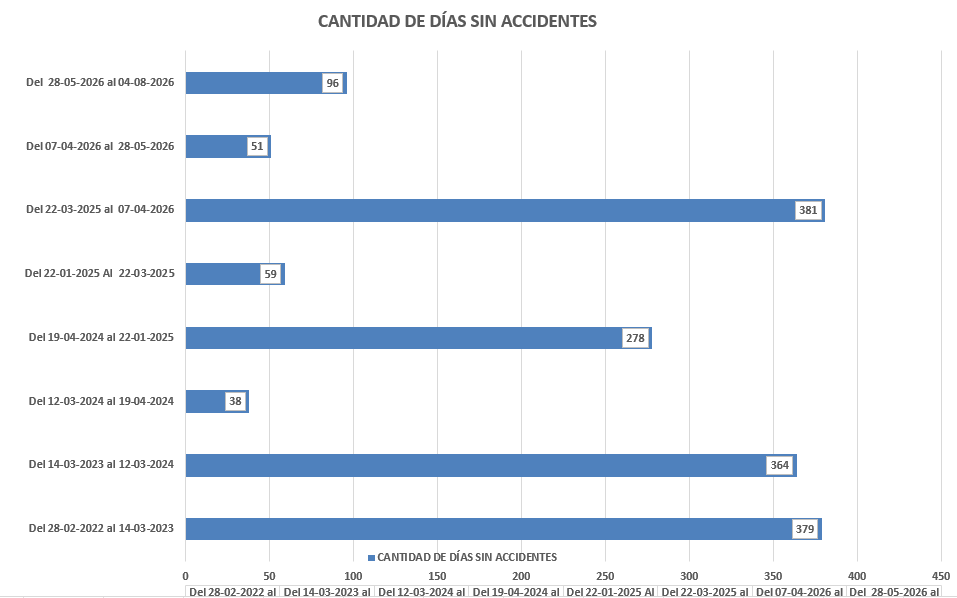 CANTIDAD DE DÍAS SIN ACCIDENTES
Del  28-05-2026 al 04-08-2026
96
Del 07-04-2026 al  28-05-2026
51
Del 22-03-2025 al  07-04-2026
381
Del 22-01-2025 Al  22-03-2025
59
Del 19-04-2024 al 22-01-2025
278
Del 12-03-2024 al 19-04-2024
38
Del 14-03-2023 al 12-03-2024
364
Del 28-02-2022 al 14-03-2023
379
CANTIDAD DE DÍAS SIN ACCIDENTES
0 50 100 150 200 250 300 350 400 450
Del 28-02-2022 al Del 14-03-2023 al Del 12-03-2024 al Del 19-04-2024 al Del 22-01-2025 Al Del 22-03-2025 al Del 07-04-2026 al Del  28-05-2026 al